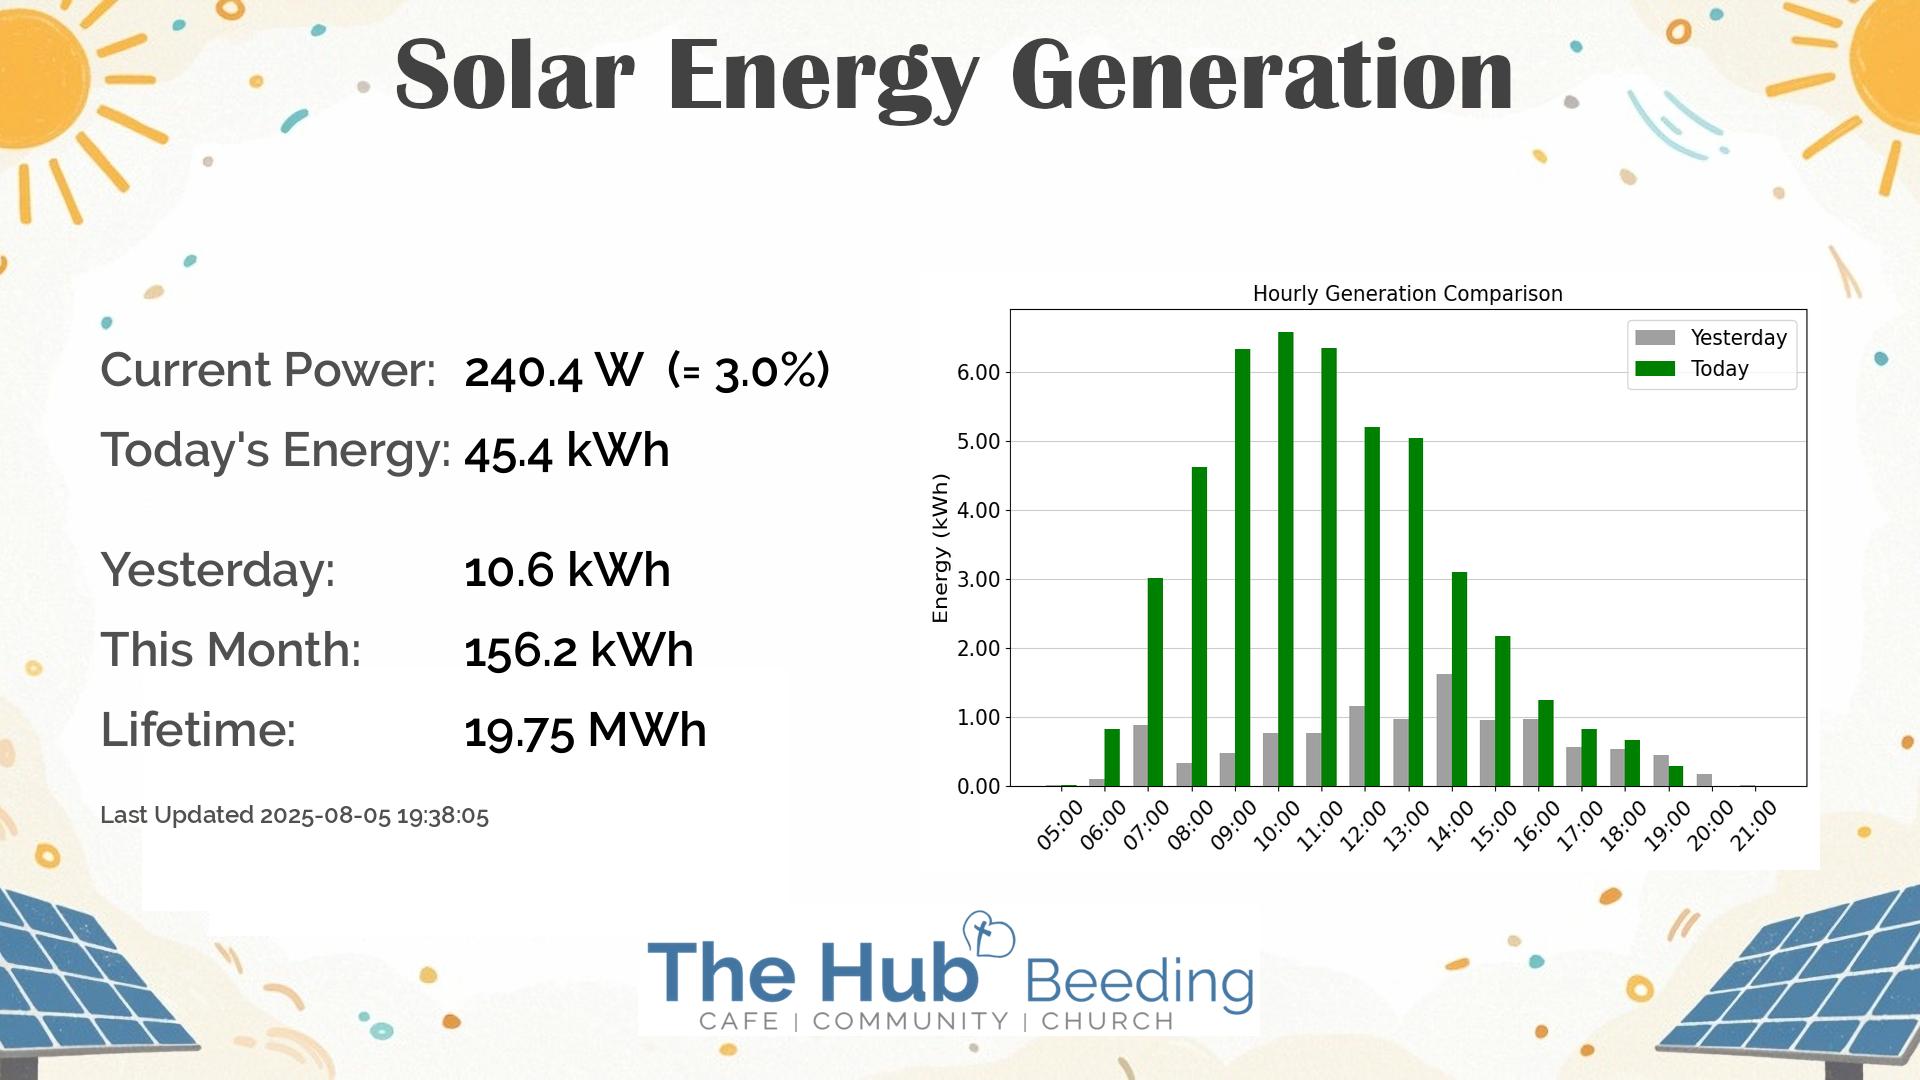 Solar Energy Generation
Current Power: 240.4 W (= 3.0%)
Today's Energy: 45.4 kWh
Yesterday: 10.6 kWh
This Month: 156.2 kWh
Lifetime: 19.75 MWh
Last Updated 2025-08-05 19:38:05
Hourly Generation Comparison
Yesterday
Today
Energy (kWh)
6.00
5.00
4.00
3.00
2.00
1.00
0.00
05:00 06:00 07:00 08:00 09:00 10:00 11:00 12:00 13:00 14:00 15:00 16:00 17:00 18:00 19:00 20:00 21:00
The Hub Beeding
CAFE | COMMUNITY | CHURCH